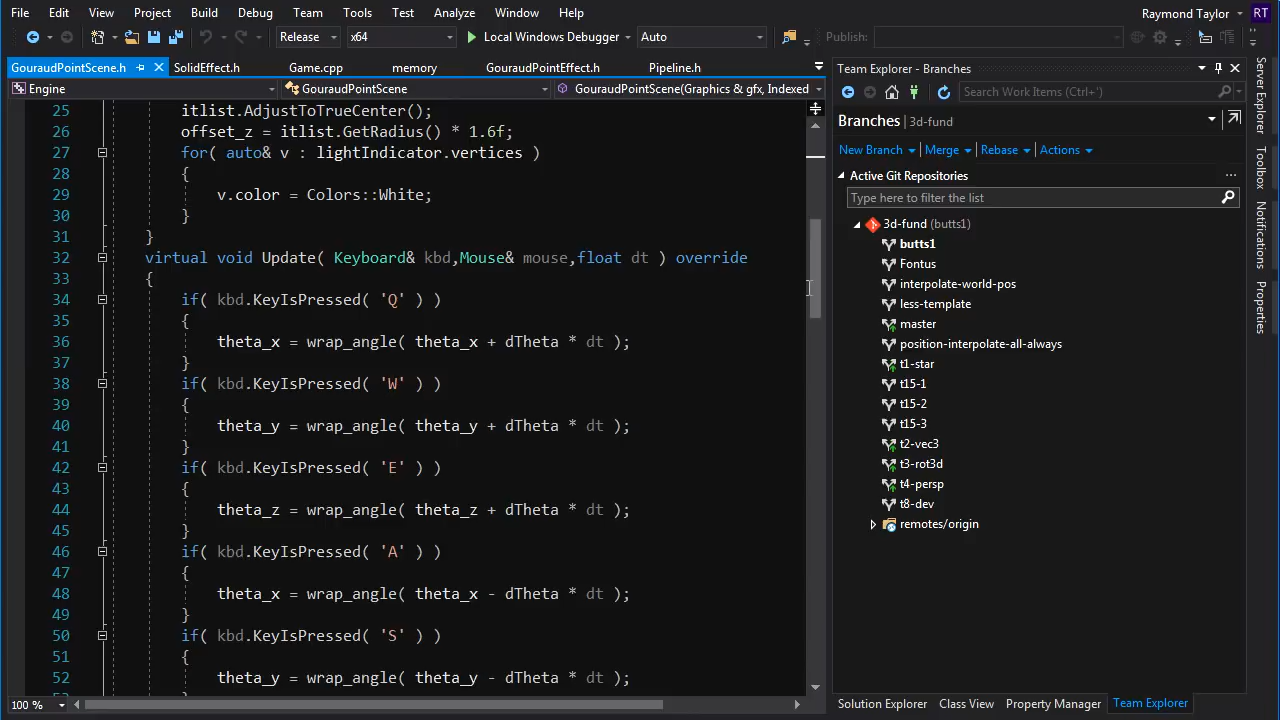 File Edit View Project Build Debug Team Tools Test Analyze Window Help Raymond Taylor RT
Release x64 Local Windows Debugger Auto Publish:
GouraudPointScene.h SolidEffect.h Game.cpp memory GouraudPointEffect.h Pipeline.h
Engine GouraudPointScene GouraudPointScene(Graphics & gfx, Indexed
25 itlist.AdjustToTrueCenter();
26 offset_z = itlist.GetRadius() * 1.6f;
27 for( auto& v : lightIndicator.vertices )
28 {
29 v.color = Colors::White;
30 }
31 }
32 virtual void Update( Keyboard& kbd,Mouse& mouse,float dt ) override
33 {
34 if( kbd.KeyIsPressed( 'Q' ) )
35 {
36 theta_x = wrap_angle( theta_x + dTheta * dt );
37 }
38 if( kbd.KeyIsPressed( 'W' ) )
39 {
40 theta_y = wrap_angle( theta_y + dTheta * dt );
41 }
42 if( kbd.KeyIsPressed( 'E' ) )
43 {
44 theta_z = wrap_angle( theta_z + dTheta * dt );
45 }
46 if( kbd.KeyIsPressed( 'A' ) )
47 {
48 theta_x = wrap_angle( theta_x - dTheta * dt );
49 }
50 if( kbd.KeyIsPressed( 'S' ) )
51 {
52 theta_y = wrap_angle( theta_y - dTheta * dt );
100 %
Team Explorer - Branches
Search Work Items (Ctrl+')
Branches | 3d-fund
New Branch Merge Rebase Actions
Active Git Repositories
Type here to filter the list
3d-fund (butts1)
butts1
Fontus
interpolate-world-pos
less-template
master
position-interpolate-all-always
t1-star
t15-1
t15-2
t15-3
t2-vec3
t3-rot3d
t4-persp
t8-dev
remotes/origin
Solution Explorer Class View Property Manager Team Explorer
Server Explorer
Toolbox
Notifications
Properties